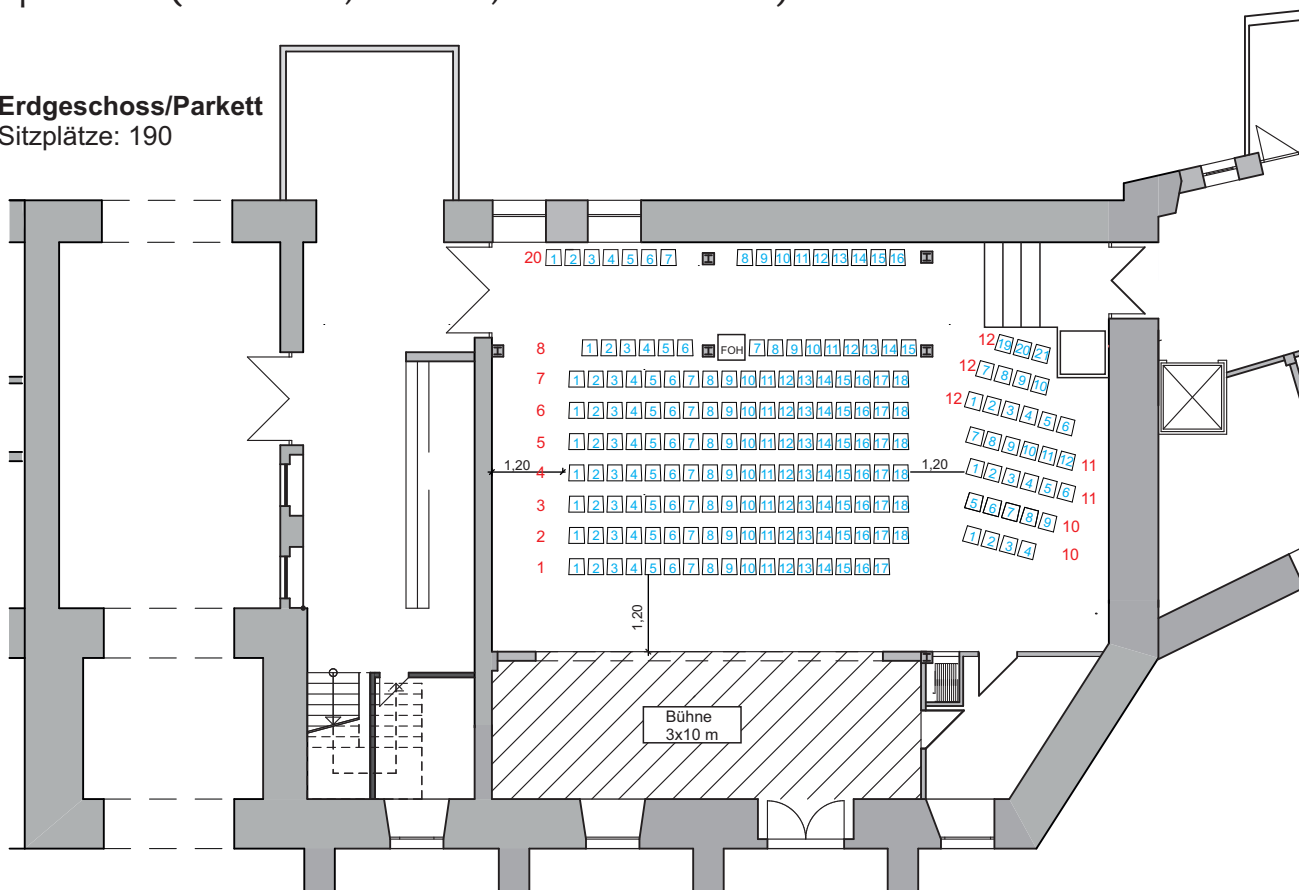 Erdgeschoss/Parkett
Sitzplätze: 190
20 1 2 3 4 5 6 7 8 9 10 11 12 13 14 15 16
8 1 2 3 4 5 6 FOH 7 8 9 10 11 12 13 14 15
7 1 2 3 4 5 6 7 8 9 10 11 12 13 14 15 16 17 18
6 1 2 3 4 5 6 7 8 9 10 11 12 13 14 15 16 17 18
5 1 2 3 4 5 6 7 8 9 10 11 12 13 14 15 16 17 18
1,20 4 1 2 3 4 5 6 7 8 9 10 11 12 13 14 15 16 17 18 1,20
3 1 2 3 4 5 6 7 8 9 10 11 12 13 14 15 16 17 18
2 1 2 3 4 5 6 7 8 9 10 11 12 13 14 15 16 17 18
1 1 2 3 4 5 6 7 8 9 10 11 12 13 14 15 16 17
12 19 20 21
12 7 8 9 10
12 1 2 3 4 5 6
7 8 9 10 11 12 11
1 2 3 4 5 6 11
5 6 7 8 9 10
1 2 3 4 10
1,20
Bühne
3x10 m